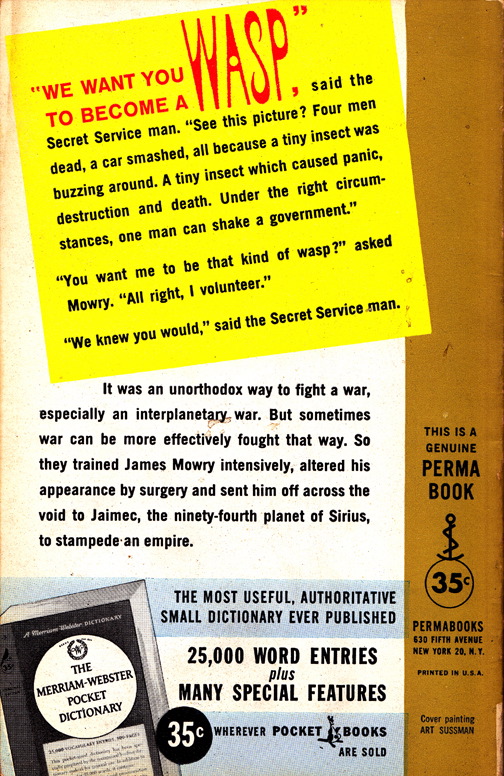 "WE WANT YOU
TO BECOME A WASP," said the
Secret Service man. "See this picture? Four men
dead, a car smashed, all because a tiny insect was
buzzing around. A tiny insect which caused panic,
destruction and death. Under the right circum-
stances, one man can shake a government."
"You want me to be that kind of wasp?" asked
Mowry. "All right, I volunteer."
"We knew you would," said the Secret Service man.
It was an unorthodox way to fight a war,
especially an interplanetary war. But sometimes
war can be more effectively fought that way. So
they trained James Mowry intensively, altered his
appearance by surgery and sent him off across the
void to Jaimec, the ninety-fourth planet of Sirius,
to stampede an empire.
THIS IS A
GENUINE
PERMA
BOOK
35c
PERMABOOKS
630 FIFTH AVENUE
NEW YORK 20, N.Y.
PRINTED IN U.S.A.
Cover painting
ART SUSSMAN
THE MOST USEFUL, AUTHORITATIVE
SMALL DICTIONARY EVER PUBLISHED
25,000 WORD ENTRIES
plus
MANY SPECIAL FEATURES
35c WHEREVER POCKET BOOKS
ARE SOLD
A Merriam-Webster DICTIONARY
THE
MERRIAM-WEBSTER
POCKET
DICTIONARY